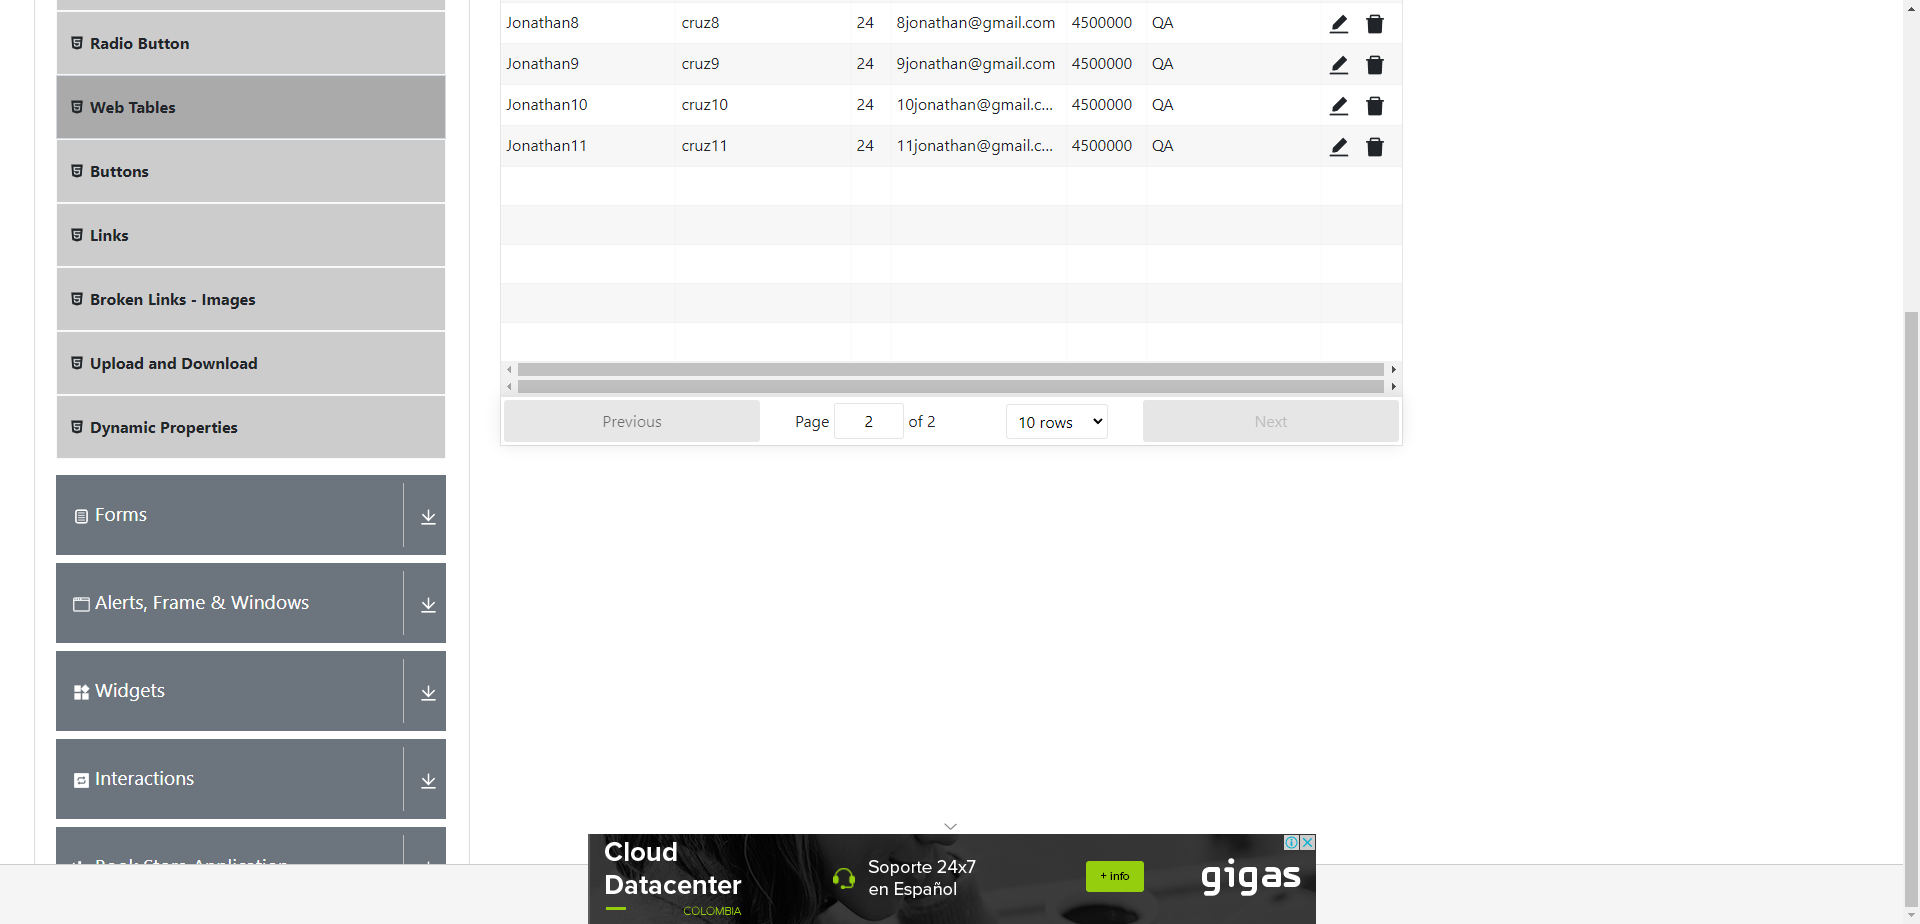 Radio Button
Web Tables
Buttons
Links
Broken Links - Images
Upload and Download
Dynamic Properties
Forms
Alerts, Frame & Windows
Widgets
Interactions
Book Store Application
Jonathan8 cruz8 24 8jonathan@gmail.com 4500000 QA
Jonathan9 cruz9 24 9jonathan@gmail.com 4500000 QA
Jonathan10 cruz10 24 10jonathan@gmail.c... 4500000 QA
Jonathan11 cruz11 24 11jonathan@gmail.c... 4500000 QA
Previous Page 2 of 2 10 rows Next
Cloud
Datacenter
COLOMBIA
Soporte 24x7
en Español
+ info
gigas